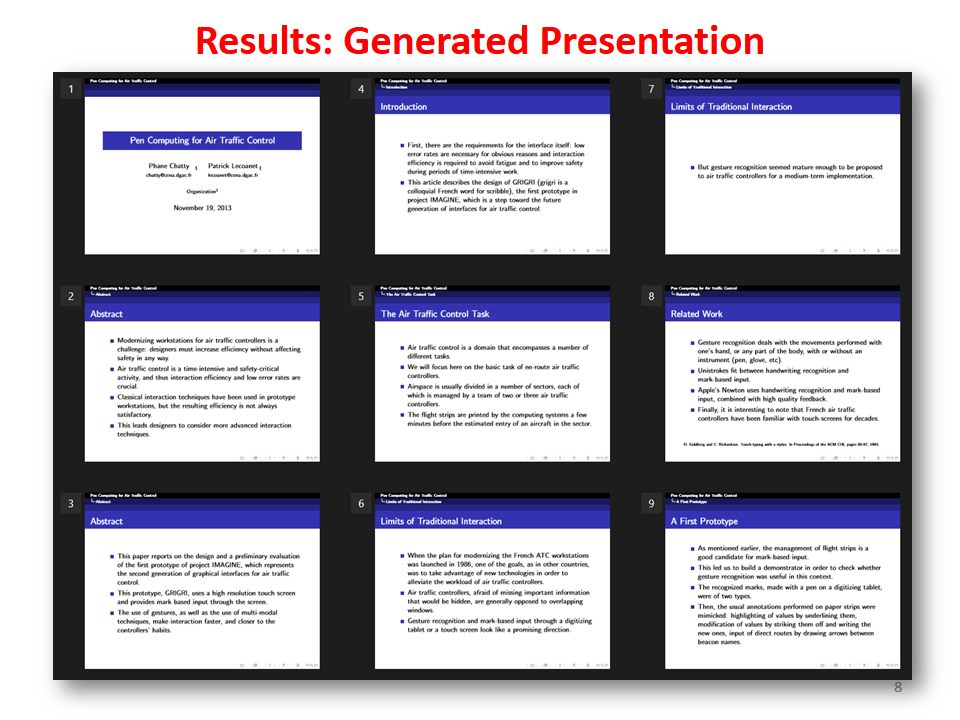 Results: Generated Presentation
1
Pen Computing for Air Traffic Control
Pen Computing for Air Traffic Control
Phane Chatty 1 Patrick Lecoanet 1
chatty@cena.dgac.fr lecoanet@cena.dgac.fr
Organization1
November 19, 2013
2
Pen Computing for Air Traffic Control
Abstract
Abstract
Modernizing workstations for air traffic controllers is a
challenge: designers must increase efficiency without affecting
safety in any way.
Air traffic control is a time-intensive and safety-critical
activity, and thus interaction efficiency and low error rates are
crucial.
Classical interaction techniques have been used in prototype
workstations, but the resulting efficiency is not always
satisfactory.
This leads designers to consider more advanced interaction
techniques.
3
Pen Computing for Air Traffic Control
Abstract
Abstract
This paper reports on the design and a preliminary evaluation
of the first prototype of project IMAGINE, which represents
the second generation of graphical interfaces for air traffic
control.
This prototype, GRIGRI, uses a high resolution touch screen
and provides mark based input through the screen.
The use of gestures, as well as the use of multi-modal
techniques, make interaction faster, and closer to the
controllers' habits.
4
Pen Computing for Air Traffic Control
Introduction
Introduction
First, there are the requirements for the interface itself: low
error rates are necessary for obvious reasons and interaction
efficiency is required to avoid fatigue and to improve safety
during periods of time-intensive work.
This article describes the design of GRIGRI (grigri is a
colloquial French word for scribble), the first prototype in
project IMAGINE, which is a step toward the future
generation of interfaces for air traffic control.
5
Pen Computing for Air Traffic Control
The Air Traffic Control Task
The Air Traffic Control Task
Air traffic control is a domain that encompasses a number of
different tasks.
We will focus here on the basic task of en-route air traffic
controllers.
Airspace is usually divided in a number of sectors, each of
which is managed by a team of two or three air traffic
controllers.
The flight strips are printed by the computing systems a few
minutes before the estimated entry of an aircraft in the sector.
6
Pen Computing for Air Traffic Control
Limits of Traditional Interaction
Limits of Traditional Interaction
When the plan for modernizing the French ATC workstations
was launched in 1986, one of the goals, as in other countries,
was to take advantage of new technologies in order to
alleviate the workload of air traffic controllers.
Air traffic controllers, afraid of missing important information
that would be hidden, are generally opposed to overlapping
windows.
Gesture recognition and mark-based input through a digitizing
tablet or a touch screen look like a promising direction.
7
Pen Computing for Air Traffic Control
Limits of Traditional Interaction
Limits of Traditional Interaction
But gesture recognition seemed mature enough to be proposed
to air traffic controllers for a medium-term implementation.
8
Pen Computing for Air Traffic Control
Related Work
Related Work
Gesture recognition deals with the movements performed with
one's hand, or any part of the body, with or without an
instrument (pen, glove, etc).
Unistrokes fit between handwriting recognition and
mark-based input.
Apple's Newton uses handwriting recognition and mark-based
input, combined with high quality feedback.
Finally, it is interesting to note that French air traffic
controllers have been familiar with touch-screens for decades.
D. Goldberg and C. Richardson. Touch-typing with a stylus. In Proceedings of the ACM CHI, pages 80-87, 1993.
9
Pen Computing for Air Traffic Control
A First Prototype
A First Prototype
As mentioned earlier, the management of flight strips is a
good candidate for mark-based input.
This led us to build a demonstrator in order to check whether
gesture recognition was useful in this context.
The recognized marks, made with a pen on a digitizing tablet,
were of two types.
Then, the usual annotations performed on paper strips were
mimicked: highlighting of values by underlining them,
modification of values by striking them off and writing the
new ones, input of direct routes by drawing arrows between
beacon names.
8